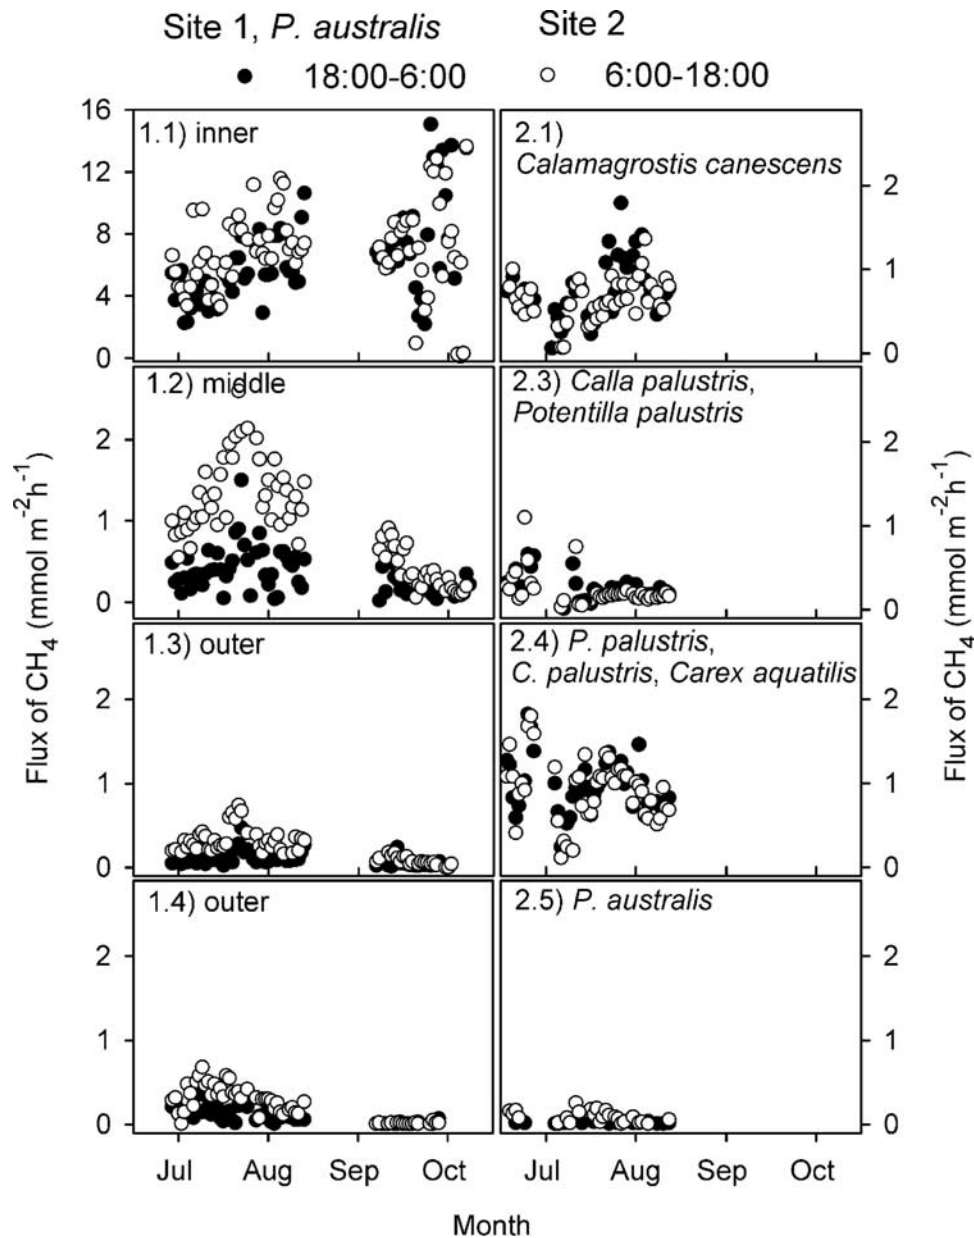 Site 1, P. australis Site 2
18:00-6:00 6:00-18:00
1.1) inner
16
12
8
4
0
2.1)
Calamagrostis canescens
2
1
0
1.2) middle
2
1
0
2.3) Calla palustris,
Potentilla palustris
2
1
0
1.3) outer
2
1
0
2.4) P. palustris,
C. palustris, Carex aquatilis
2
1
0
1.4) outer
2
1
0
2.5) P. australis
2
1
0
Flux of CH₄ (mmol m⁻²h⁻¹)
Flux of CH₄ (mmol m⁻²h⁻¹)
Jul Aug Sep Oct Jul Aug Sep Oct
Month